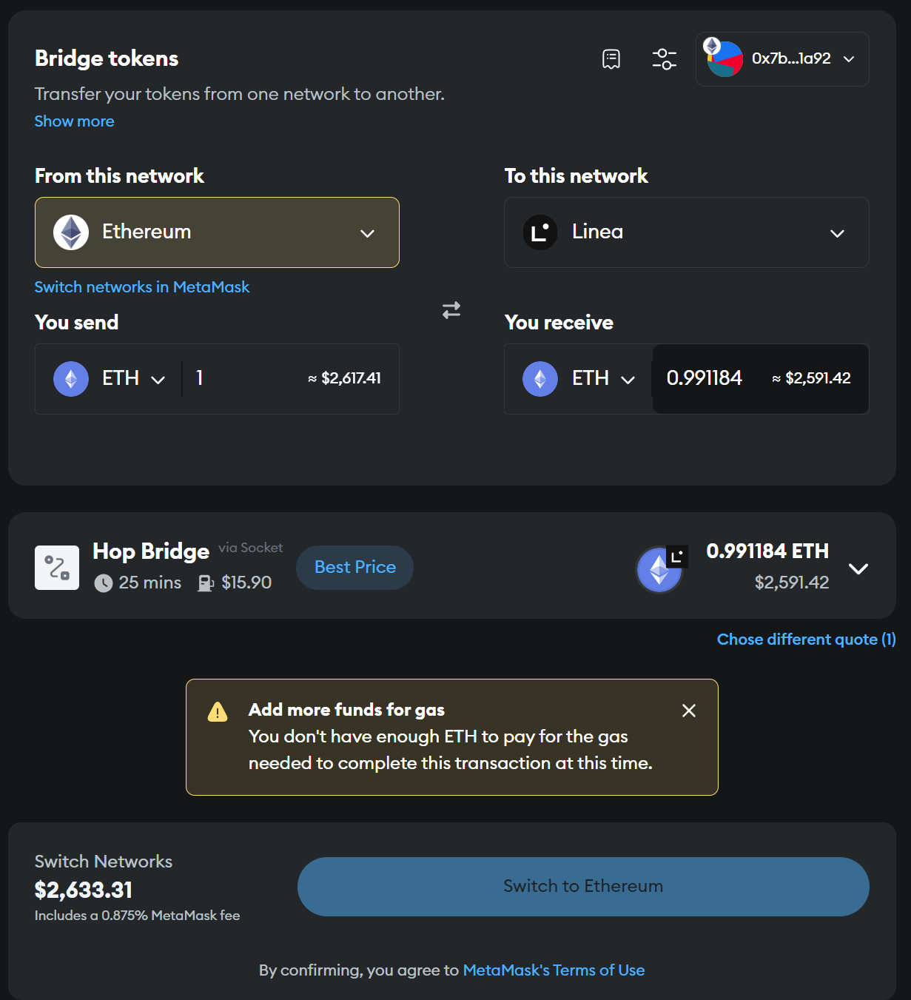 Bridge tokens
0x7b...1a92
Transfer your tokens from one network to another.
Show more
From this network
To this network
Ethereum
Linea
Switch networks in MetaMask
You send
You receive
ETH 1 ≈ $2,617.41
ETH 0.991184 ≈ $2,591.42
Hop Bridge via Socket
25 mins $15.90
Best Price
0.991184 ETH
$2,591.42
Chose different quote (1)
Add more funds for gas
You don't have enough ETH to pay for the gas
needed to complete this transaction at this time.
Switch Networks
$2,633.31
Includes a 0.875% MetaMask fee
Switch to Ethereum
By confirming, you agree to MetaMask's Terms of Use